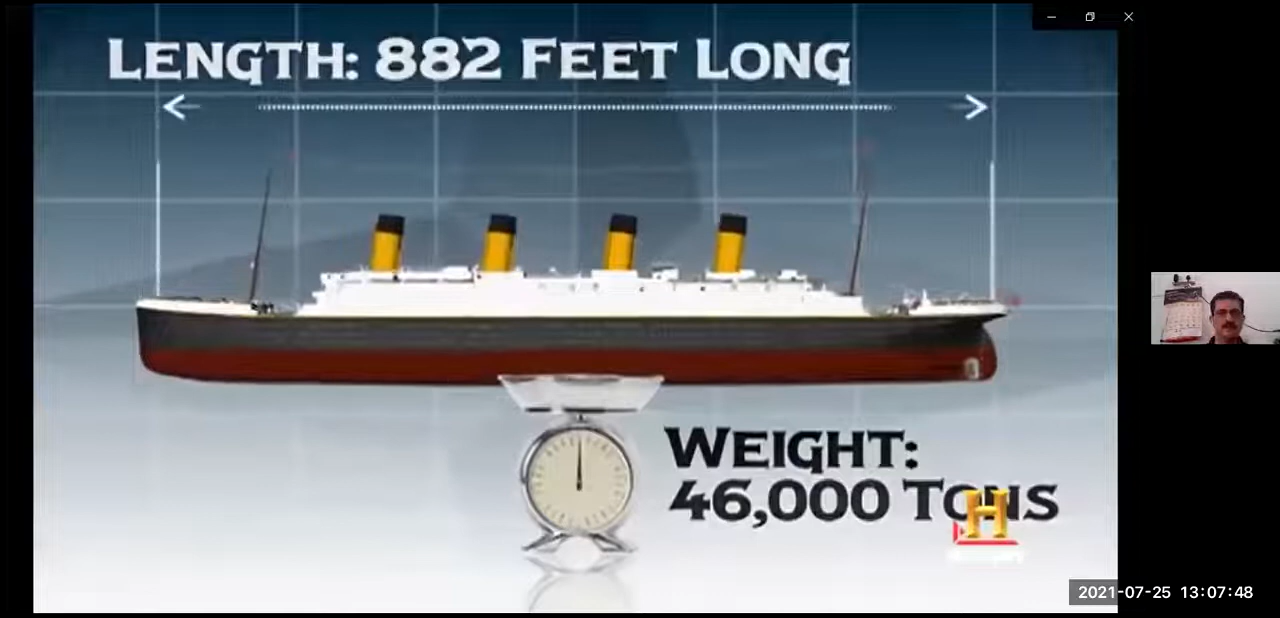 LENGTH: 882 FEET LONG
WEIGHT:
46,000 TONS
H
2021-07-25 13:07:48